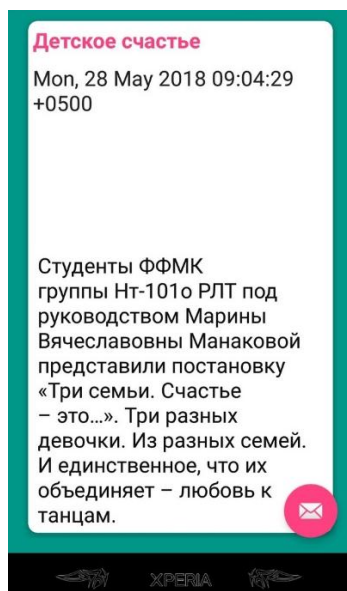 Детское счастье
Mon, 28 May 2018 09:04:29
+0500
Студенты ФФМК
группы Нт-101о РЛТ под
руководством Марины
Вячеславовны Манаковой
представили постановку
«Три семьи. Счастье
– это…». Три разных
девочки. Из разных семей.
И единственное, что их
объединяет – любовь к
танцам.
XPERIA